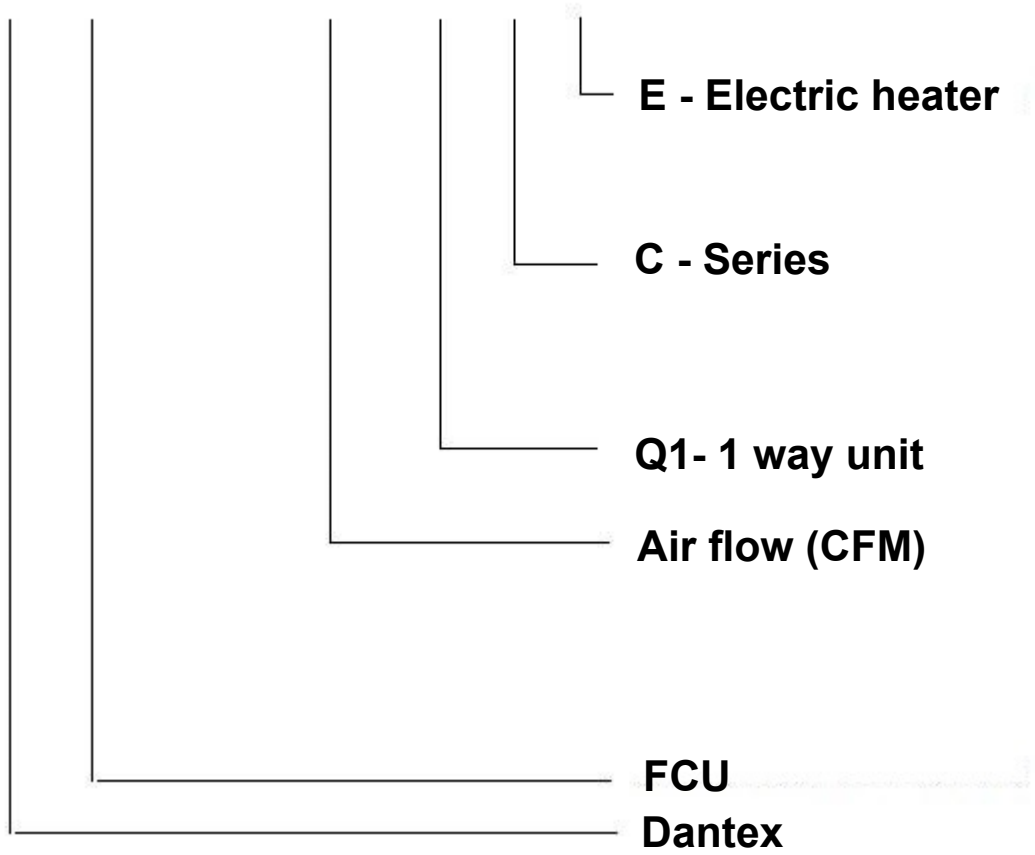 E - Electric heater
C - Series
Q1- 1 way unit
Air flow (CFM)
FCU
Dantex